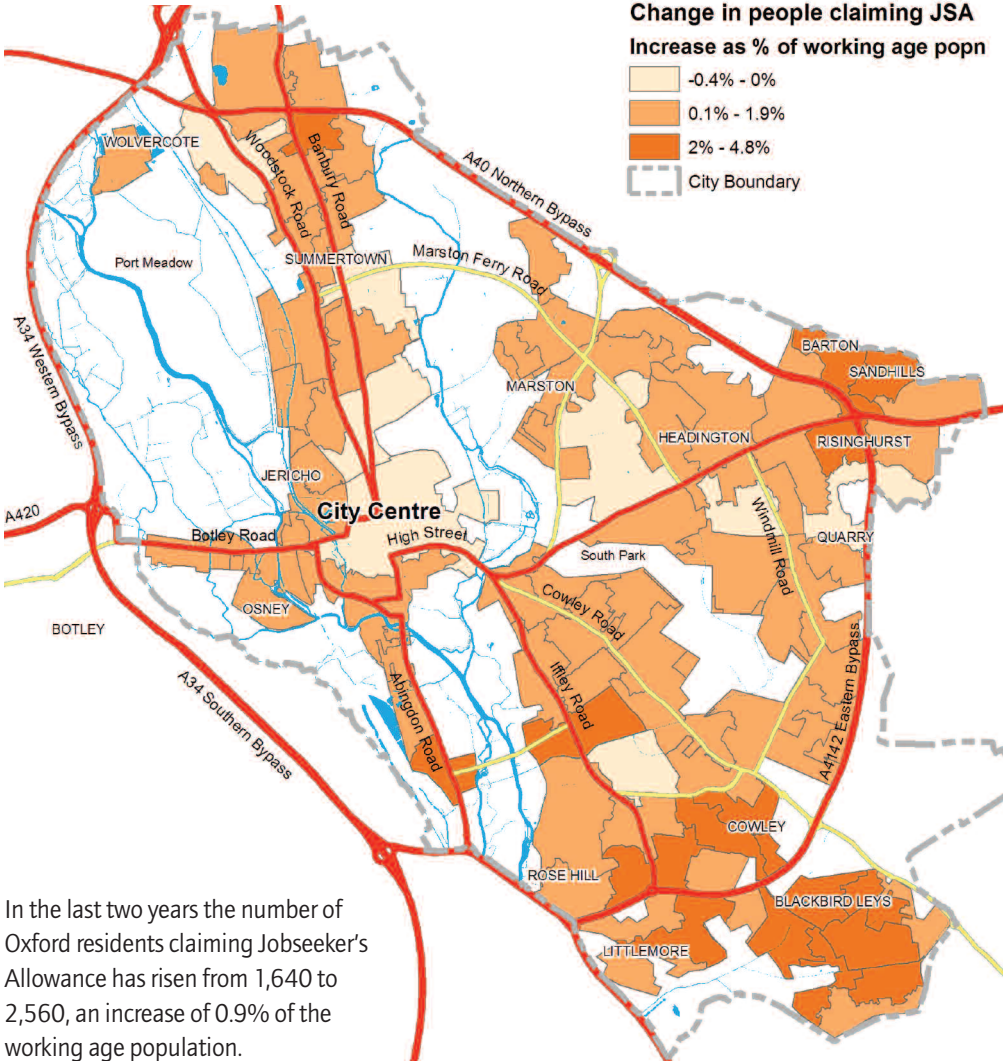 Change in people claiming JSA
Increase as % of working age popn
-0.4% - 0%
0.1% - 1.9%
2% - 4.8%
City Boundary
WOLVERCOTE
Woodstock Road
Banbury Road
A40 Northern Bypass
Port Meadow
SUMMERTOWN
Marston Ferry Road
A34 Western Bypass
BARTON
SANDHILLS
MARSTON
HEADINGTON
RISINGHURST
JERICHO
A420
City Centre
Botley Road
High Street
QUARRY
South Park
Windmill Road
OSNEY
Cowley Road
BOTLEY
Iffley Road
Abingdon Road
A34 Southern Bypass
A4142 Eastern Bypass
COWLEY
ROSE HILL
BLACKBIRD LEYS
LITTLEMORE
In the last two years the number of
Oxford residents claiming Jobseeker's
Allowance has risen from 1,640 to
2,560, an increase of 0.9% of the
working age population.